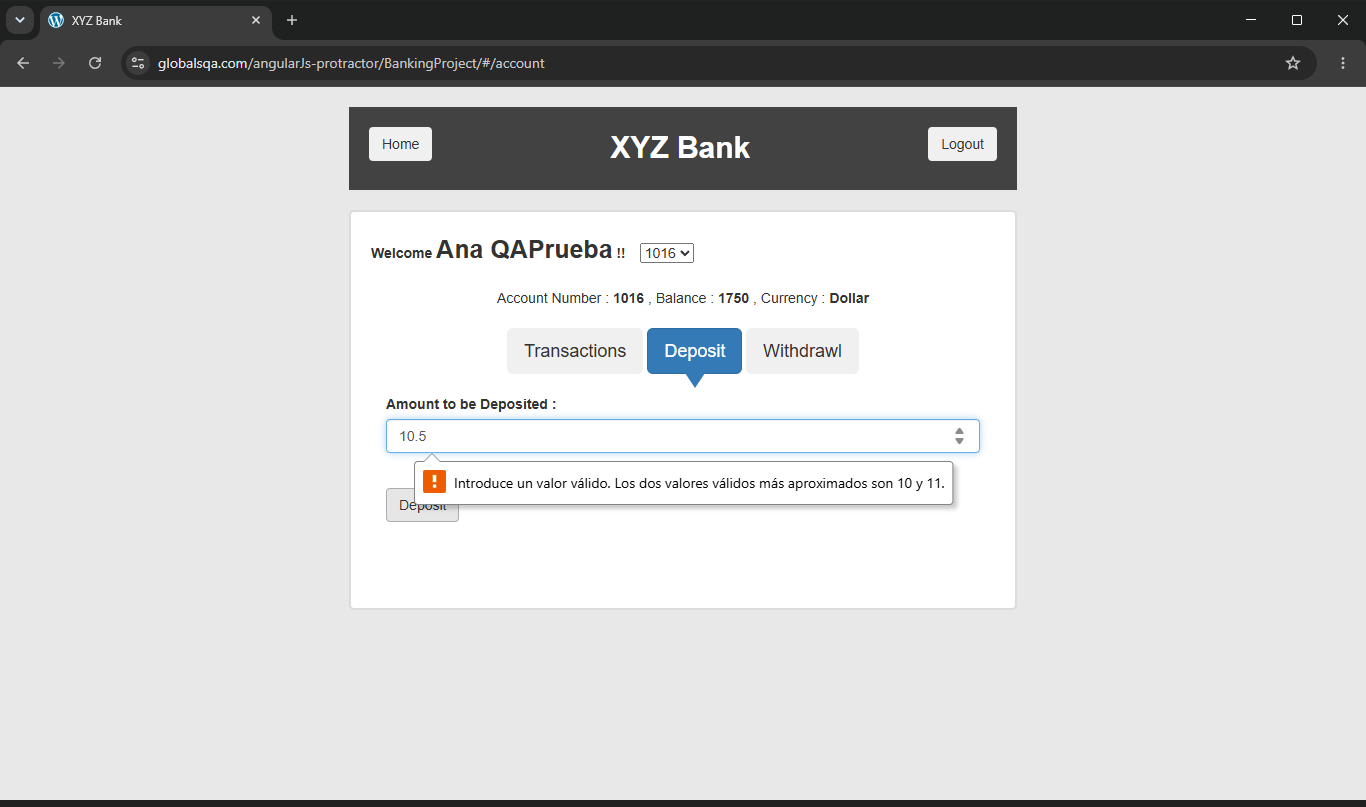 XYZ Bank
globalsqa.com/angularJs-protractor/BankingProject/#/account
Home
XYZ Bank
Logout
Welcome Ana QAPrueba !! 1016
Account Number : 1016 , Balance : 1750 , Currency : Dollar
Transactions
Deposit
Withdrawl
Amount to be Deposited :
10.5
Introduce un valor válido. Los dos valores válidos más aproximados son 10 y 11.
Deposit